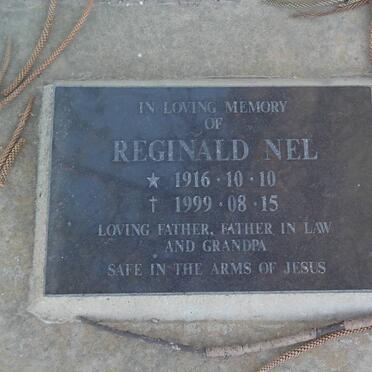 IN LOVING MEMORY
OF
REGINALD NEL
★ 1916·10·10
† 1999·08·15
LOVING FATHER, FATHER IN LAW
AND GRANDPA
SAFE IN THE ARMS OF JESUS